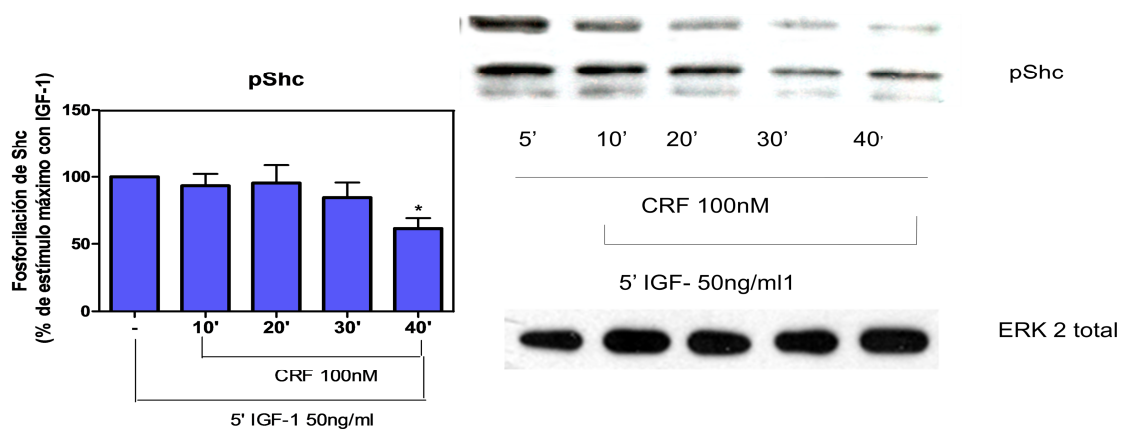 pShc
Fosforilación de Shc
(% de estímulo máximo con IGF-1)
150
100
50
0
*
- 10' 20' 30' 40'
CRF 100nM
5' IGF-1 50ng/ml
pShc
5’ 10’ 20’ 30’ 40’
CRF 100nM
5’ IGF- 50ng/ml1
ERK 2 total